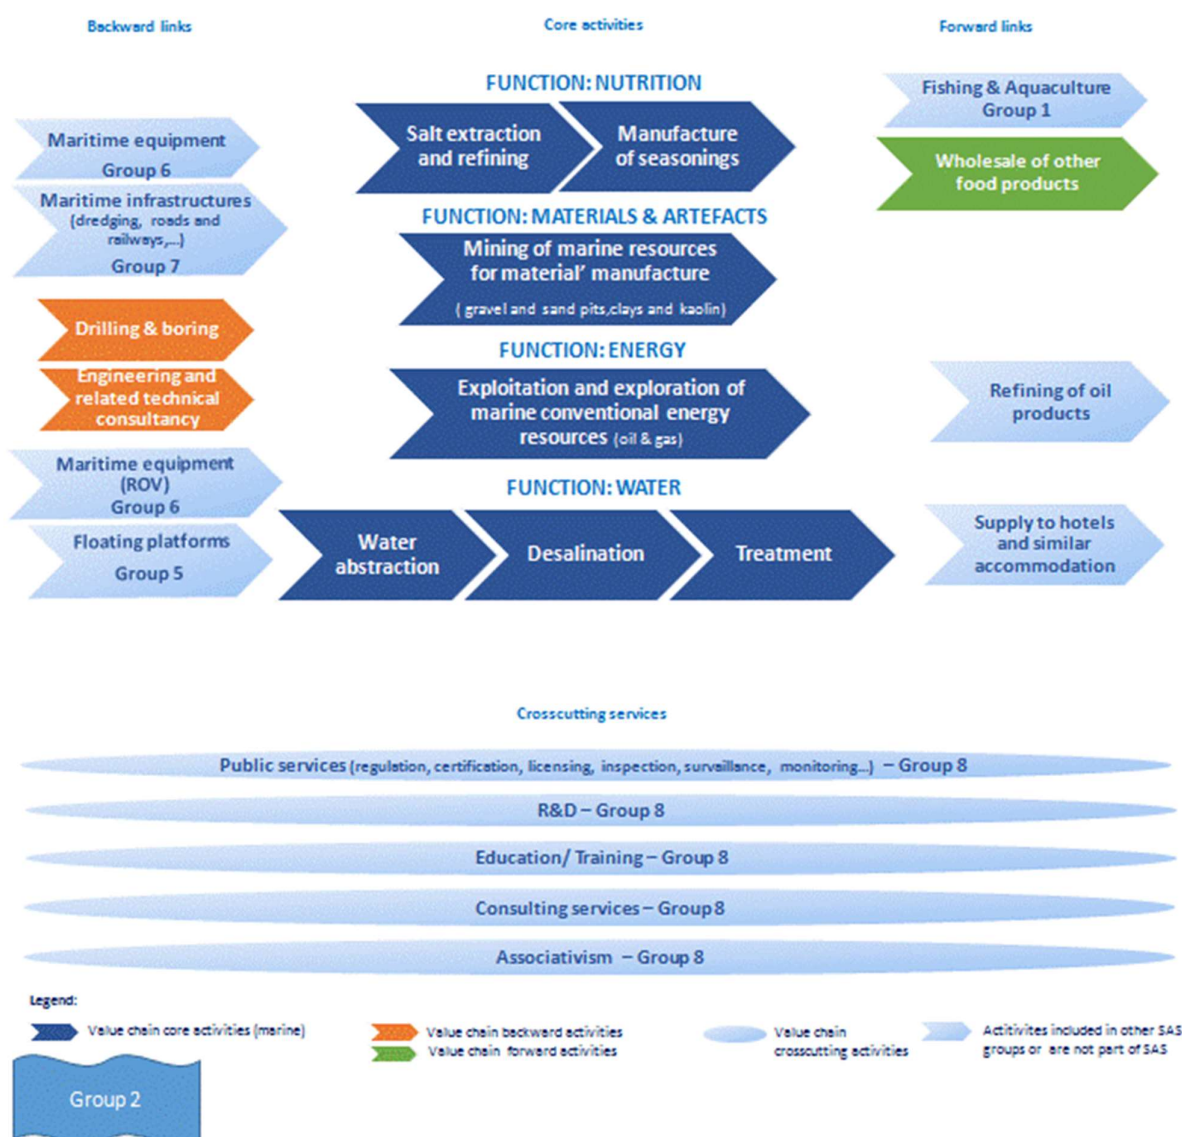 Backward links
Core activities
Forward links
Maritime equipment
Group 6
Maritime infrastructures
(dredging, roads and
railways,...)
Group 7
Drilling & boring
Engineering and
related technical
consultancy
Maritime equipment
(ROV)
Group 6
Floating platforms
Group 5
FUNCTION: NUTRITION
Salt extraction
and refining
Manufacture
of seasonings
FUNCTION: MATERIALS & ARTEFACTS
Mining of marine resources
for material’ manufacture
( gravel and sand pits,clays and kaolin)
FUNCTION: ENERGY
Exploitation and exploration of
marine conventional energy
resources (oil & gas)
FUNCTION: WATER
Water
abstraction
Desalination
Treatment
Fishing & Aquaculture
Group 1
Wholesale of other
food products
Refining of oil
products
Supply to hotels
and similar
accommodation
Crosscutting services
Public services (regulation, certification, licensing, inspection, survaillance, monitoring...) – Group 8
R&D – Group 8
Education/ Training – Group 8
Consulting services – Group 8
Associativism – Group 8
Legend:
Value chain core activities (marine)
Value chain backward activities
Value chain forward activities
Value chain
crosscutting activities
Actitivites included in other SAS
groups or are not part of SAS
Group 2